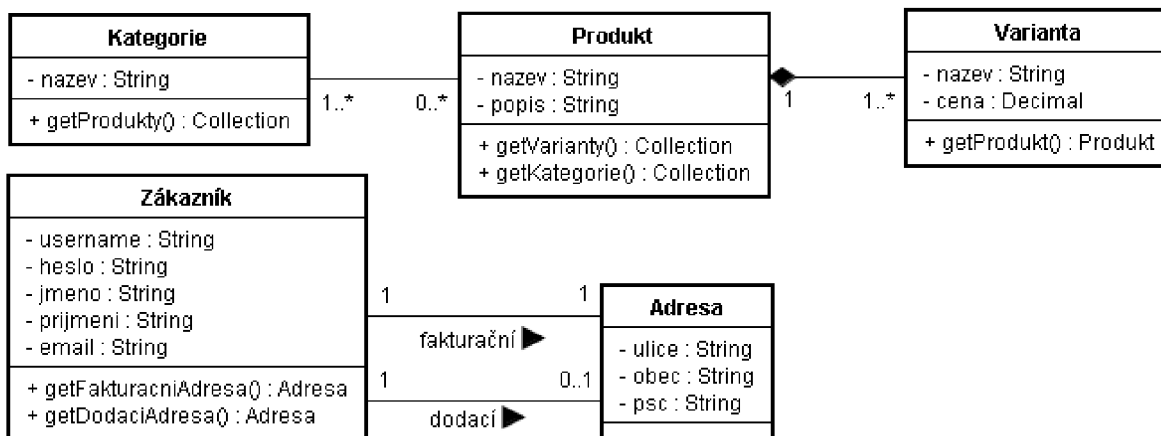 Kategorie
- nazev : String
+ getProdukty() : Collection
1..*
0..*
Produkt
- nazev : String
- popis : String
+ getVarianty() : Collection
+ getKategorie() : Collection
1
1..*
Varianta
- nazev : String
- cena : Decimal
+ getProdukt() : Produkt
Zákazník
- username : String
- heslo : String
- jmeno : String
- prijmeni : String
- email : String
+ getFakturacniAdresa() : Adresa
+ getDodaciAdresa() : Adresa
1
1
fakturační
1
0..1
dodací
Adresa
- ulice : String
- obec : String
- psc : String